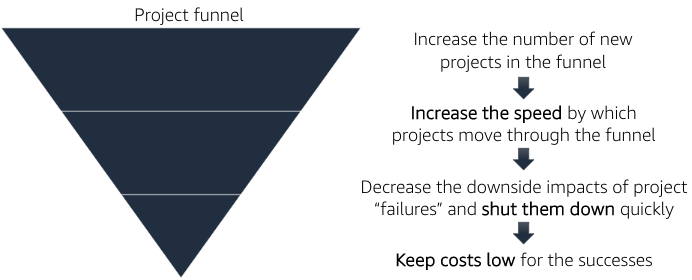 Project funnel
Increase the number of new
projects in the funnel
Increase the speed by which
projects move through the funnel
Decrease the downside impacts of project
“failures” and shut them down quickly
Keep costs low for the successes